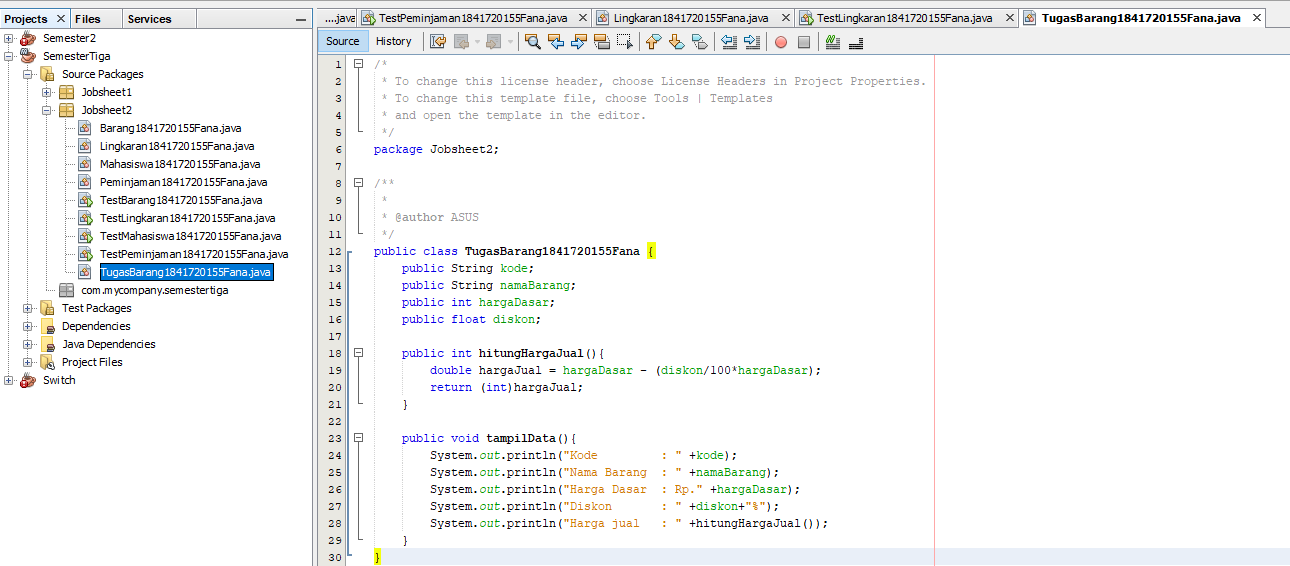 Projects
Files
Services
....java
TestPeminjaman1841720155Fana.java
Lingkaran1841720155Fana.java
TestLingkaran1841720155Fana.java
TugasBarang1841720155Fana.java
Source
History
Semester2
SemesterTiga
Source Packages
Jobsheet1
Jobsheet2
Barang1841720155Fana.java
Lingkaran1841720155Fana.java
Mahasiswa1841720155Fana.java
Peminjaman1841720155Fana.java
TestBarang1841720155Fana.java
TestLingkaran1841720155Fana.java
TestMahasiswa1841720155Fana.java
TestPeminjaman1841720155Fana.java
TugasBarang1841720155Fana.java
com.mycompany.semestertiga
Test Packages
Dependencies
Java Dependencies
Project Files
Switch
1 /*
2  * To change this license header, choose License Headers in Project Properties.
3  * To change this template file, choose Tools | Templates
4  * and open the template in the editor.
5  */
6 package Jobsheet2;
7
8 /**
9  *
10  * @author ASUS
11  */
12 public class TugasBarang1841720155Fana {
13     public String kode;
14     public String namaBarang;
15     public int hargaDasar;
16     public float diskon;
17
18     public int hitungHargaJual(){
19         double hargaJual = hargaDasar - (diskon/100*hargaDasar);
20         return (int)hargaJual;
21     }
22
23     public void tampilData(){
24         System.out.println("Kode         : " +kode);
25         System.out.println("Nama Barang  : " +namaBarang);
26         System.out.println("Harga Dasar  : Rp." +hargaDasar);
27         System.out.println("Diskon       : " +diskon+"%");
28         System.out.println("Harga jual   : " +hitungHargaJual());
29     }
30 }